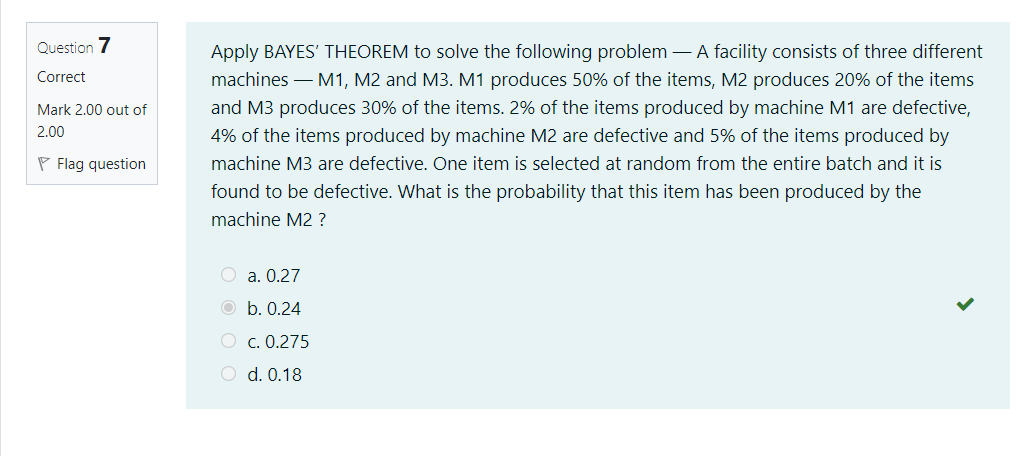 Question 7
Correct
Mark 2.00 out of
2.00
Flag question
Apply BAYES’ THEOREM to solve the following problem — A facility consists of three different
machines — M1, M2 and M3. M1 produces 50% of the items, M2 produces 20% of the items
and M3 produces 30% of the items. 2% of the items produced by machine M1 are defective,
4% of the items produced by machine M2 are defective and 5% of the items produced by
machine M3 are defective. One item is selected at random from the entire batch and it is
found to be defective. What is the probability that this item has been produced by the
machine M2 ?
a. 0.27
b. 0.24
c. 0.275
d. 0.18